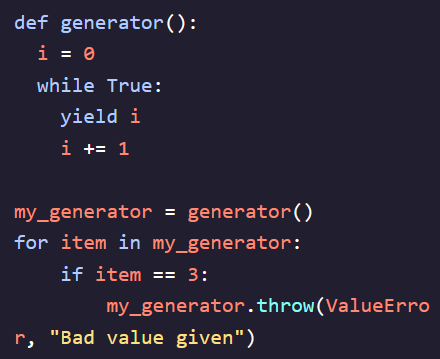 def generator():
  i = 0
  while True:
    yield i
    i += 1

my_generator = generator()
for item in my_generator:
    if item == 3:
        my_generator.throw(ValueErro
r, "Bad value given")